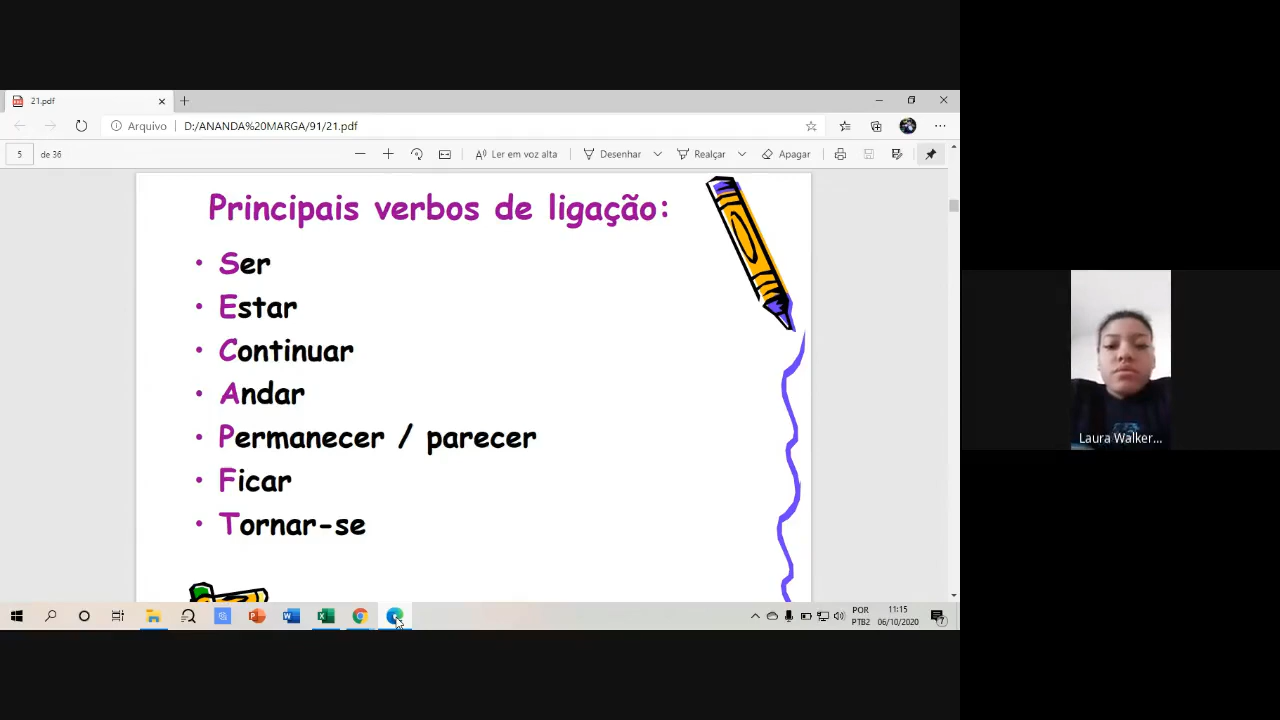 21.pdf
Arquivo
D:/ANANDA%20MARGA/91/21.pdf
5 de 36
Ler em voz alta
Desenhar
Realçar
Apagar
Principais verbos de ligação:
• Ser
• Estar
• Continuar
• Andar
• Permanecer / parecer
• Ficar
• Tornar-se
Laura Walker...
POR
PTB2
11:15
06/10/2020